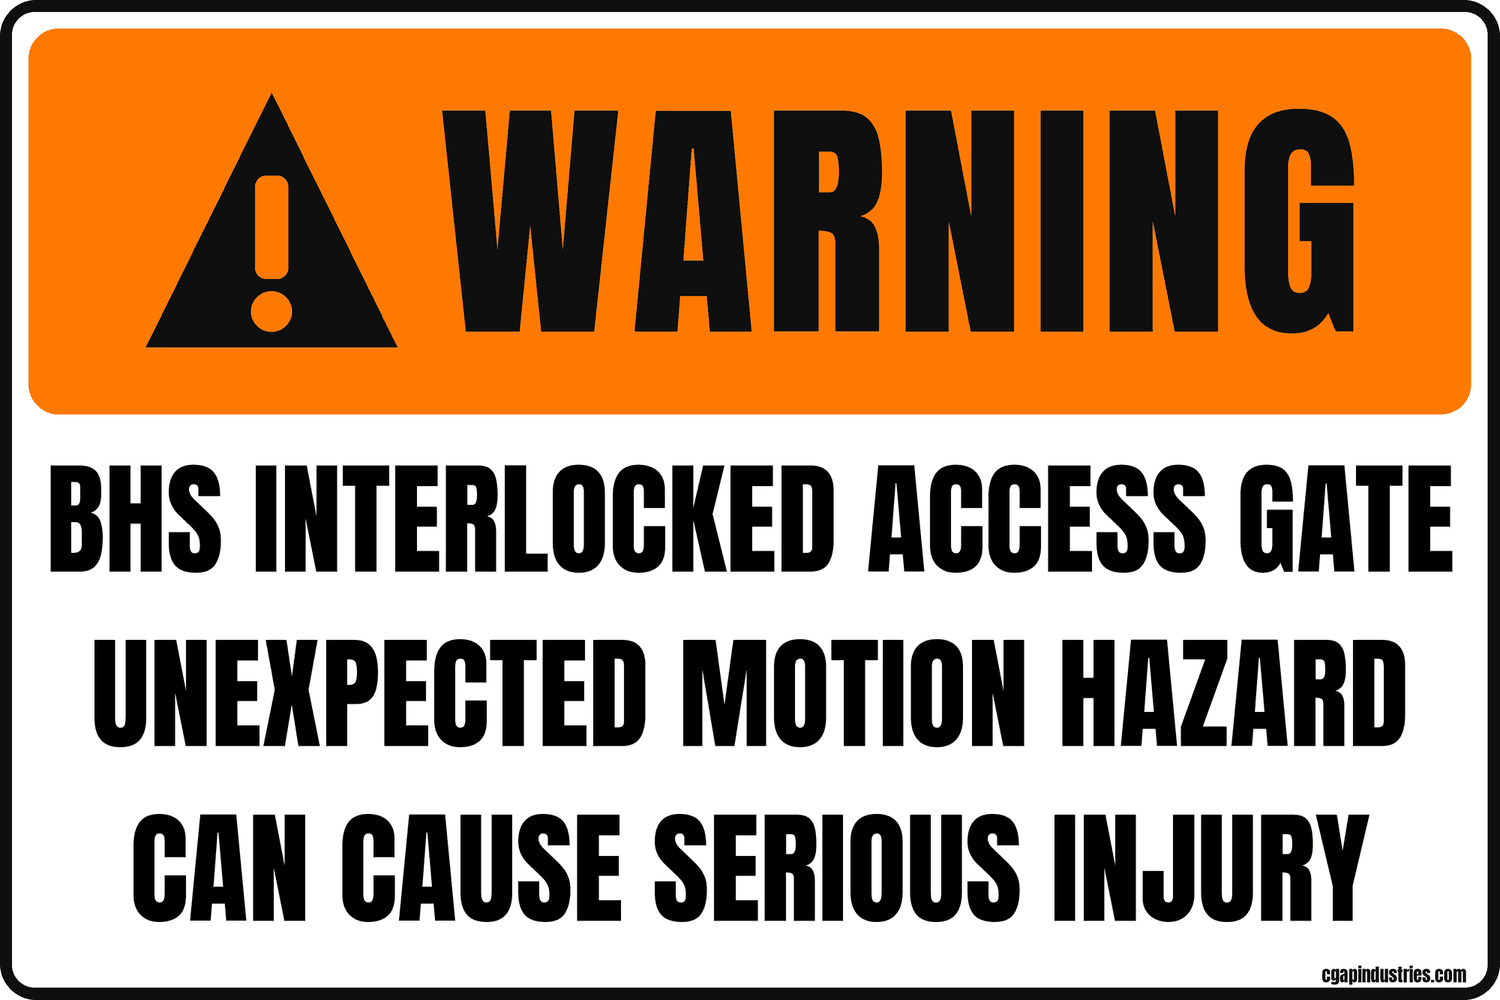 WARNING
BHS INTERLOCKED ACCESS GATE
UNEXPECTED MOTION HAZARD
CAN CAUSE SERIOUS INJURY
cgapindustries.com